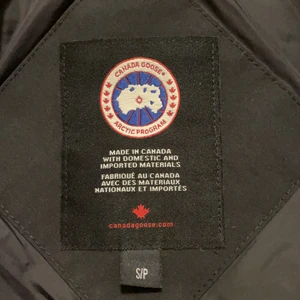 CANADA GOOSE®
ARCTIC PROGRAM
MADE IN CANADA
WITH DOMESTIC AND
IMPORTED MATERIALS
FABRIQUÉ AU CANADA
AVEC DES MATERIAUX
NATIONAUX ET IMPORTÉS
canadagoose.com
S/P